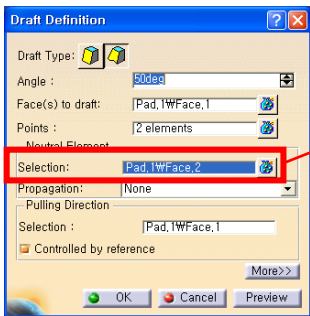 Draft Definition
Draft Type:
Angle : 50deg
Face(s) to draft: Pad,1₩Face,1
Points : 2 elements
Neutral Element
Selection: Pad,1₩Face,2
Propagation: None
Pulling Direction
Selection : Pad,1₩Face,1
Controlled by reference
More>>
OK Cancel Preview